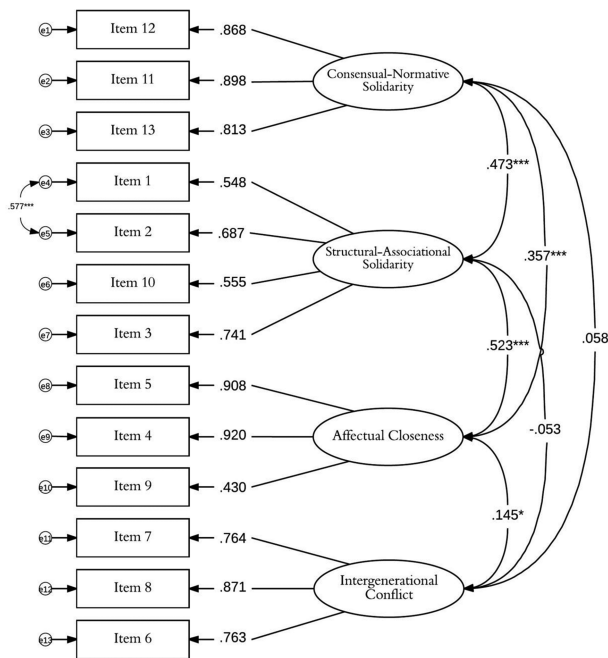 e1 Item 12 .868
e2 Item 11 .898
Consensual-Normative
Solidarity
e3 Item 13 .813
.473***
e4 Item 1 .548
.577***
e5 Item 2 .687
Structural-Associational
Solidarity
.357***
e6 Item 10 .555
e7 Item 3 .741
.523***
.058
e8 Item 5 .908
-.053
e9 Item 4 .920
Affectual Closeness
e10 Item 9 .430
.145*
e11 Item 7 .764
e12 Item 8 .871
Intergenerational
Conflict
e13 Item 6 .763